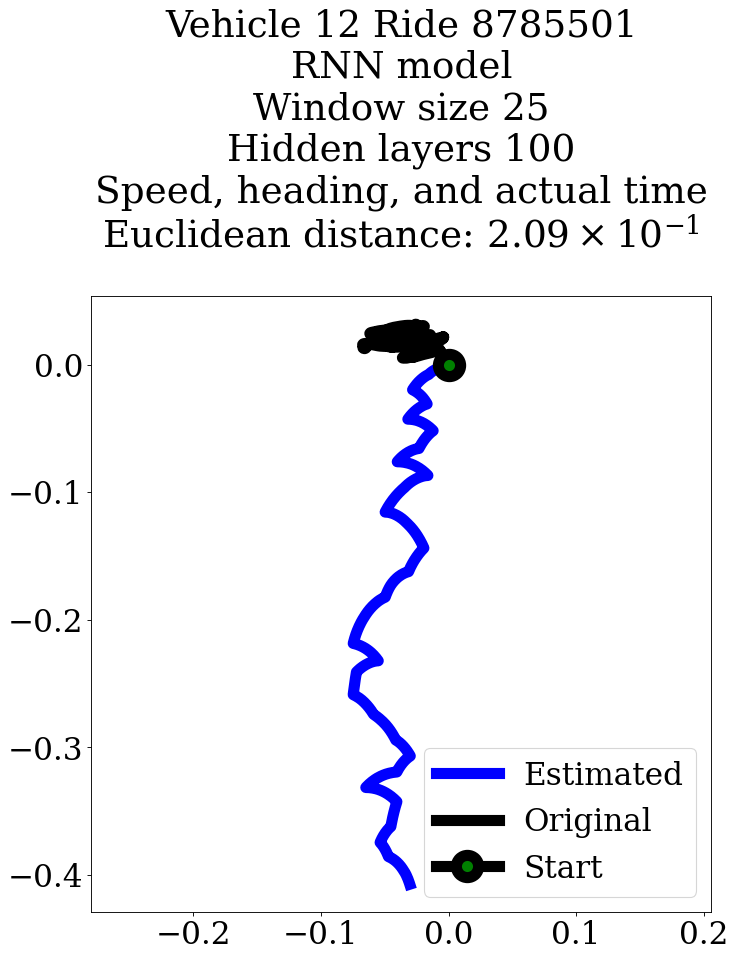 Vehicle 12 Ride 8785501
RNN model
Window size 25
Hidden layers 100
Speed, heading, and actual time
Euclidean distance: 2.09 × 10⁻¹
0.0
−0.1
−0.2
−0.3
−0.4
Estimated
Original
Start
−0.2 −0.1 0.0 0.1 0.2